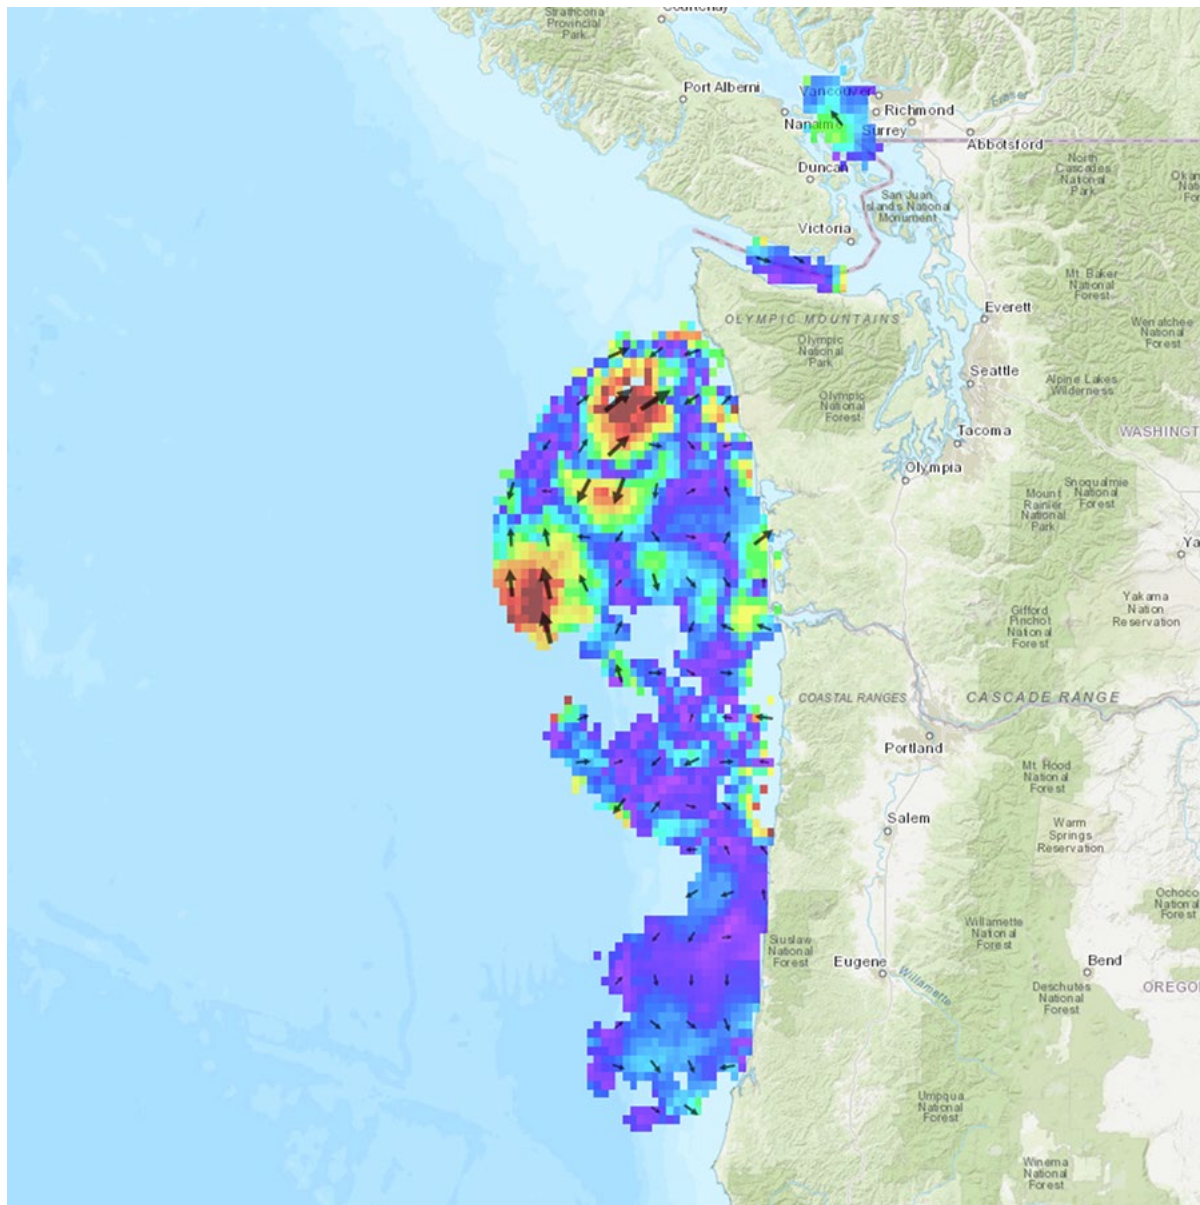 Courtenay
Strathcona
Provincial
Park
Port Alberni
Vancouver
Nanaimo
Richmond
Fraser
Surrey
Abbotsford
Duncan
North
Cascades
National
Park
San Juan
Islands National
Monument
Victoria
Mt. Baker
National
Forest
Everett
OLYMPIC MOUNTAINS
Wenatchee
National
Forest
Olympic
National
Park
Seattle
Alpine Lakes
Wilderness
Olympic
National
Forest
Tacoma
WASHINGT
Olympia
Snoqualmie
National
Forest
Mount
Rainier
National
Park
Ya
Yakama
Nation
Reservation
Gifford
Pinchot
National
Forest
COASTAL RANGES
CASCADE RANGE
Portland
Mt. Hood
National
Forest
Salem
Warm
Springs
Reservation
Ochoco
National
Forest
Siuslaw
National
Forest
Willamette
National
Forest
Eugene
Willamette
Bend
Deschutes
National
Forest
OREGO
Umpqua
National
Forest
Winema
National
Forest